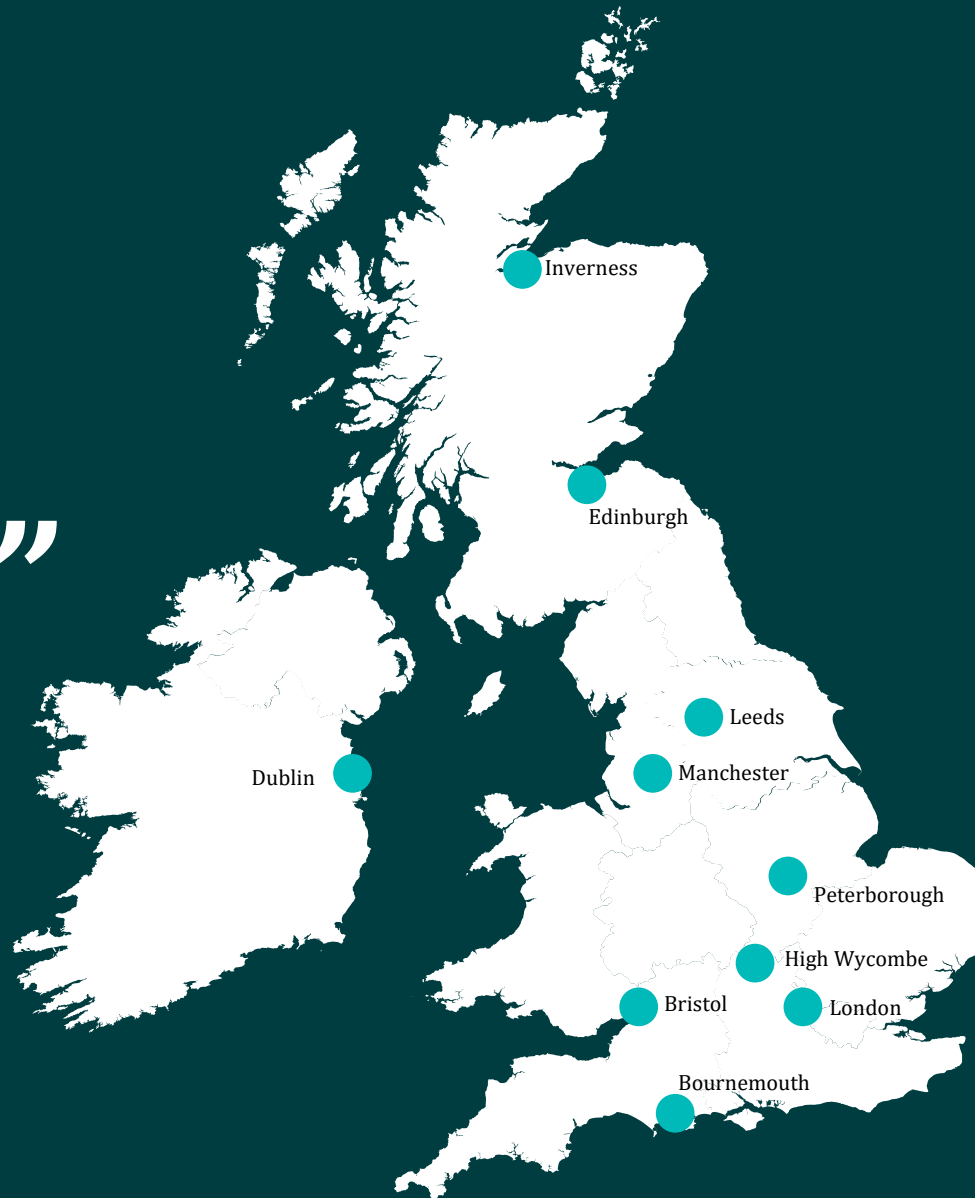 Inverness
”
Edinburgh
Leeds
Manchester
Dublin
Peterborough
High Wycombe
Bristol
London
Bournemouth